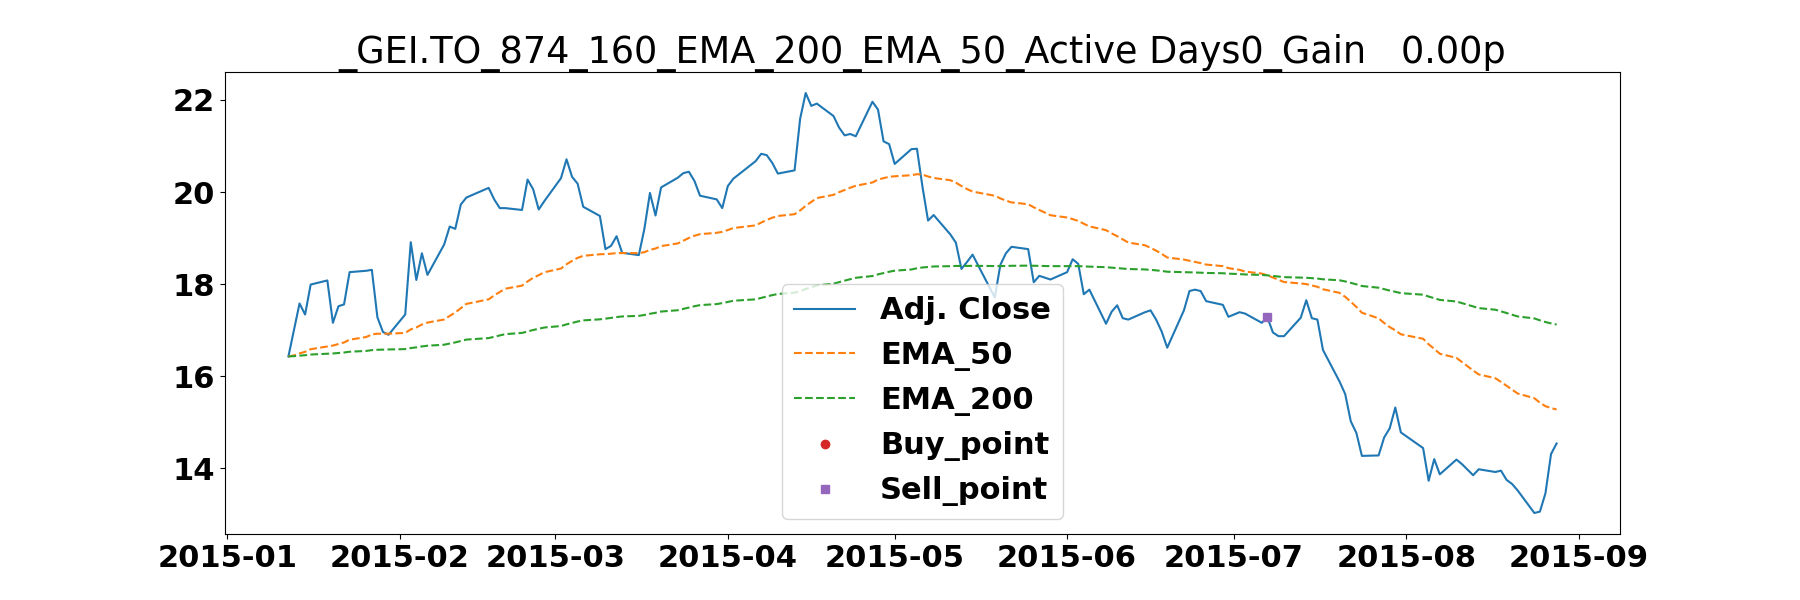 _GEI.TO_874_160_EMA_200_EMA_50_Active Days0_Gain   0.00p
22
20
18
16
14
Adj. Close
EMA_50
EMA_200
Buy_point
Sell_point
2015-01 2015-02 2015-03 2015-04 2015-05 2015-06 2015-07 2015-08 2015-09